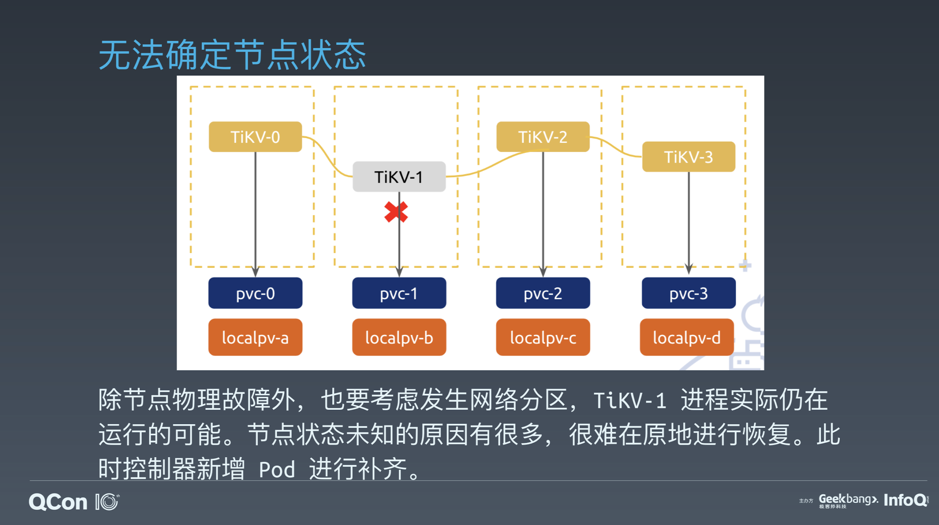 无法确定节点状态
TiKV-0
TiKV-2
TiKV-3
TiKV-1
pvc-0
pvc-1
pvc-2
pvc-3
localpv-a
localpv-b
localpv-c
localpv-d
除节点物理故障外，也要考虑发生网络分区，TiKV-1 进程实际仍在
运行的可能。节点状态未知的原因有很多，很难在原地进行恢复。此
时控制器新增 Pod 进行补齐。
QCon 10
主办方 Geekbang>. InfoQ
极客邦科技